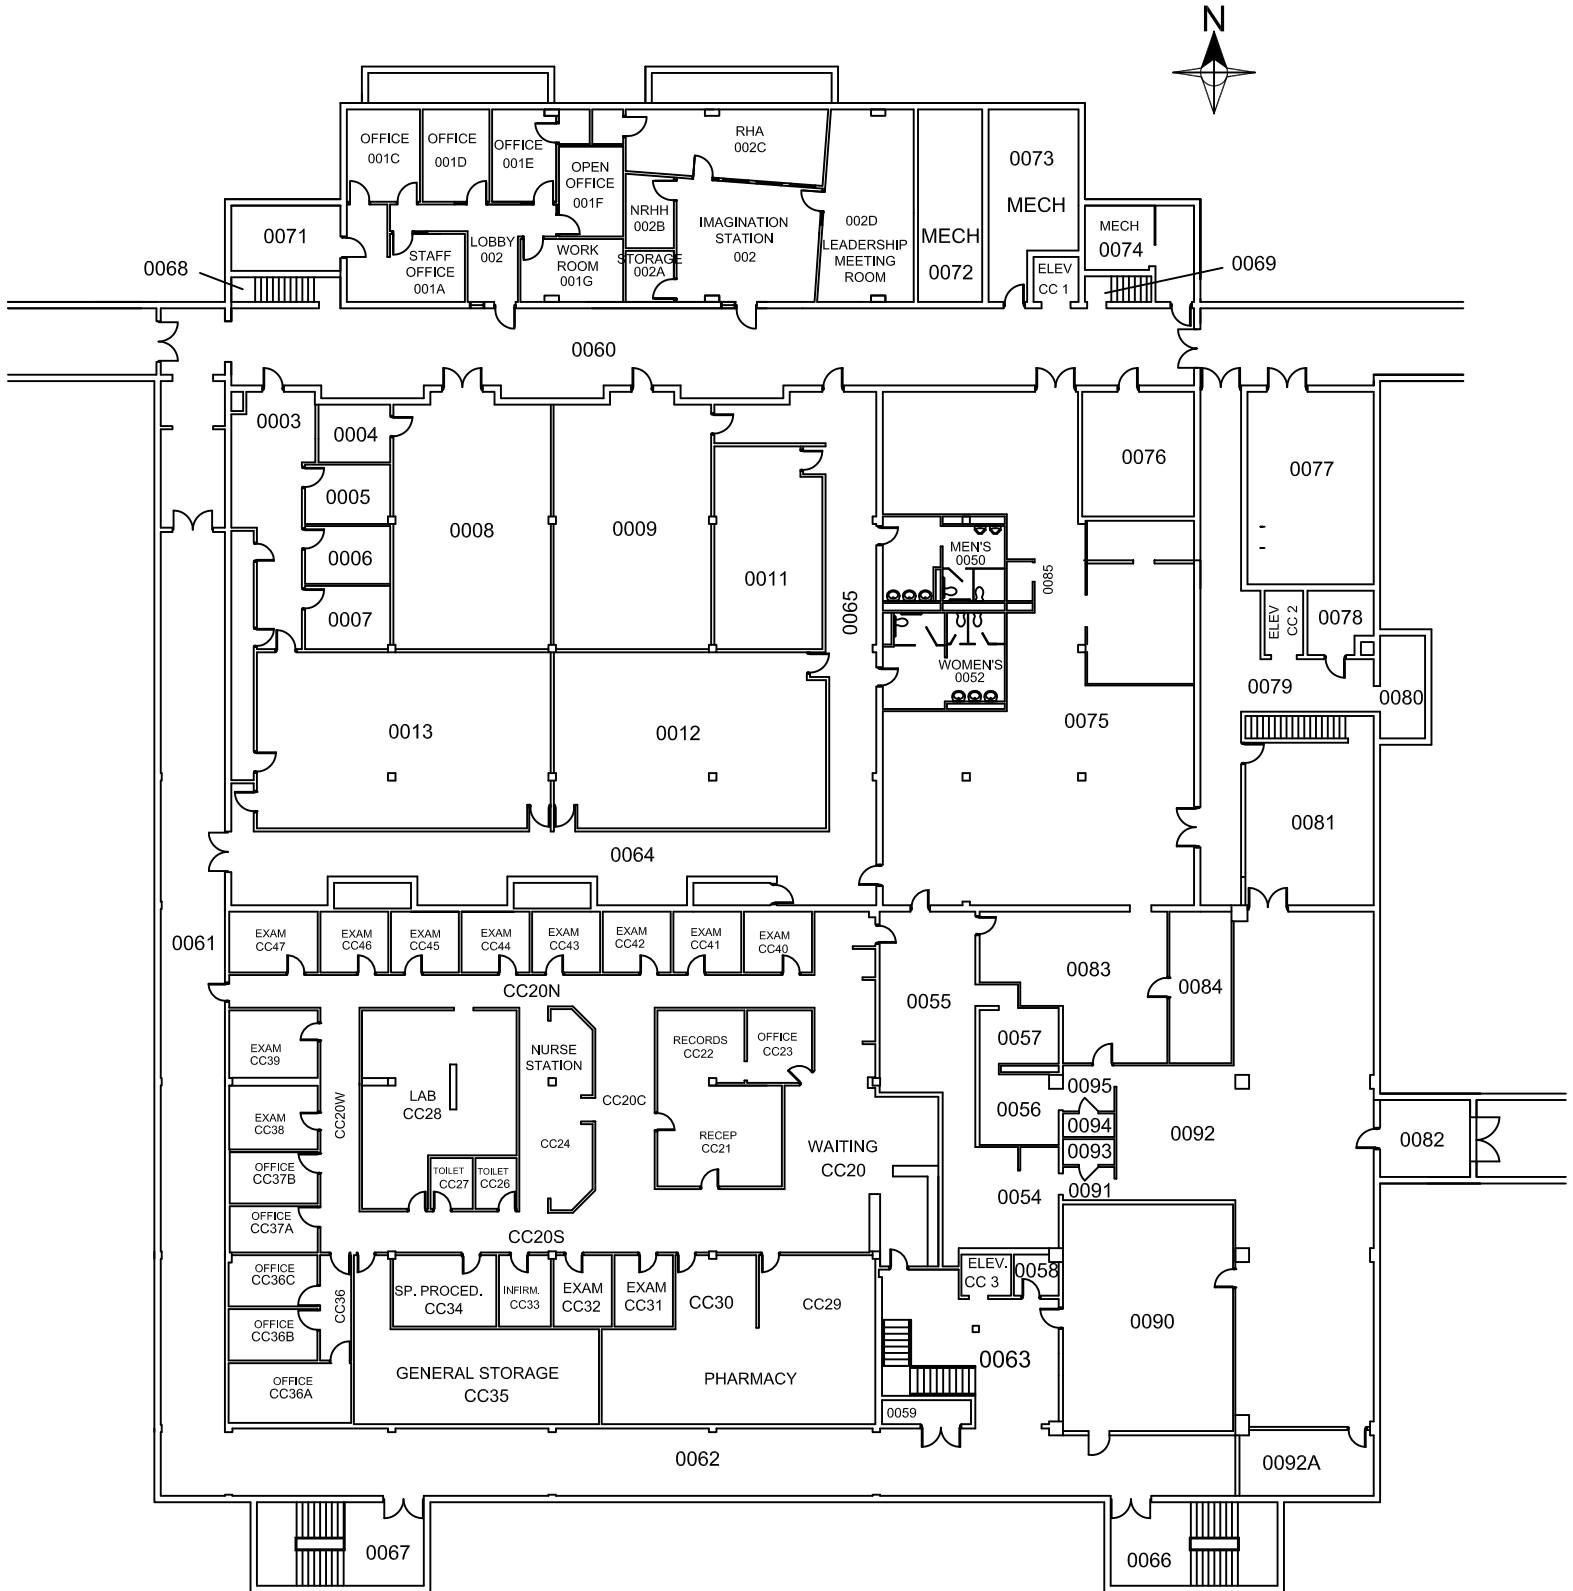 N
OFFICE
001C
OFFICE
001D
OFFICE
001E
OPEN
OFFICE
001F
RHA
002C
NRHH
002B
IMAGINATION
STATION
002
002D
LEADERSHIP
MEETING
ROOM
MECH
0072
0073
MECH
MECH
0074
0071
0068
STAFF
OFFICE
001A
LOBBY
002
WORK
ROOM
001G
STORAGE
002A
ELEV
CC 1
0069
0060
0003
0004
0005
0006
0007
0008
0009
0011
0065
MEN'S
0050
0085
WOMEN'S
0052
0076
0077
ELEV
CC 2
0078
0079
0080
0075
0013
0012
0081
0064
0061
EXAM
CC47
EXAM
CC46
EXAM
CC45
EXAM
CC44
EXAM
CC43
EXAM
CC42
EXAM
CC41
EXAM
CC40
CC20N
0055
0083
0084
EXAM
CC39
EXAM
CC38
OFFICE
CC37B
OFFICE
CC37A
OFFICE
CC36C
OFFICE
CC36B
OFFICE
CC36A
CC20W
CC36
LAB
CC28
TOILET
CC27
TOILET
CC26
NURSE
STATION
CC24
CC20C
RECORDS
CC22
OFFICE
CC23
RECEP
CC21
WAITING
CC20
CC20S
0057
0056
0095
0094
0093
0091
0054
0092
0082
SP. PROCED.
CC34
INFIRM.
CC33
EXAM
CC32
EXAM
CC31
CC30
CC29
GENERAL STORAGE
CC35
PHARMACY
ELEV.
CC 3
0058
0063
0059
0090
0062
0092A
0067
0066